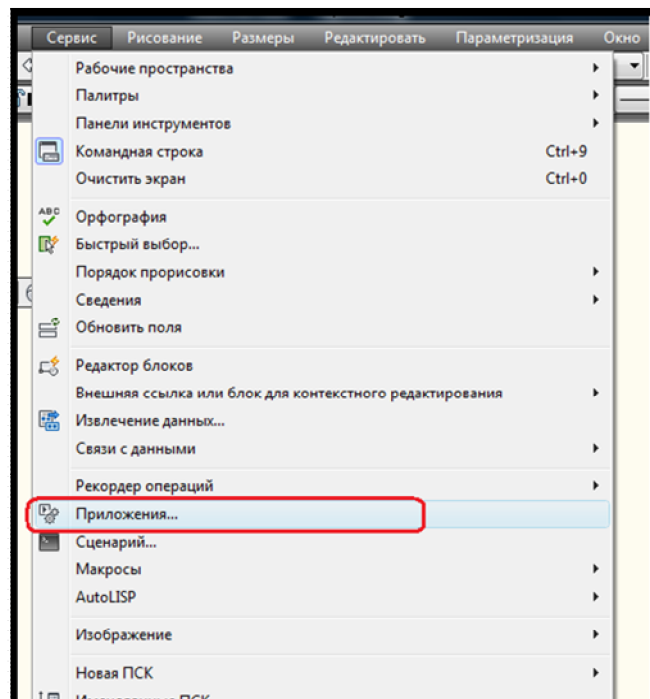 Сервис Рисование Размеры Редактировать Параметризация Окно
Рабочие пространства
Палитры
Панели инструментов
Командная строка Ctrl+9
Очистить экран Ctrl+0
ABC Орфография
Быстрый выбор...
Порядок прорисовки
Сведения
Обновить поля
Редактор блоков
Внешняя ссылка или блок для контекстного редактирования
Извлечение данных...
Связи с данными
Рекордер операций
Приложения...
Сценарий...
Макросы
AutoLISP
Изображение
Новая ПСК